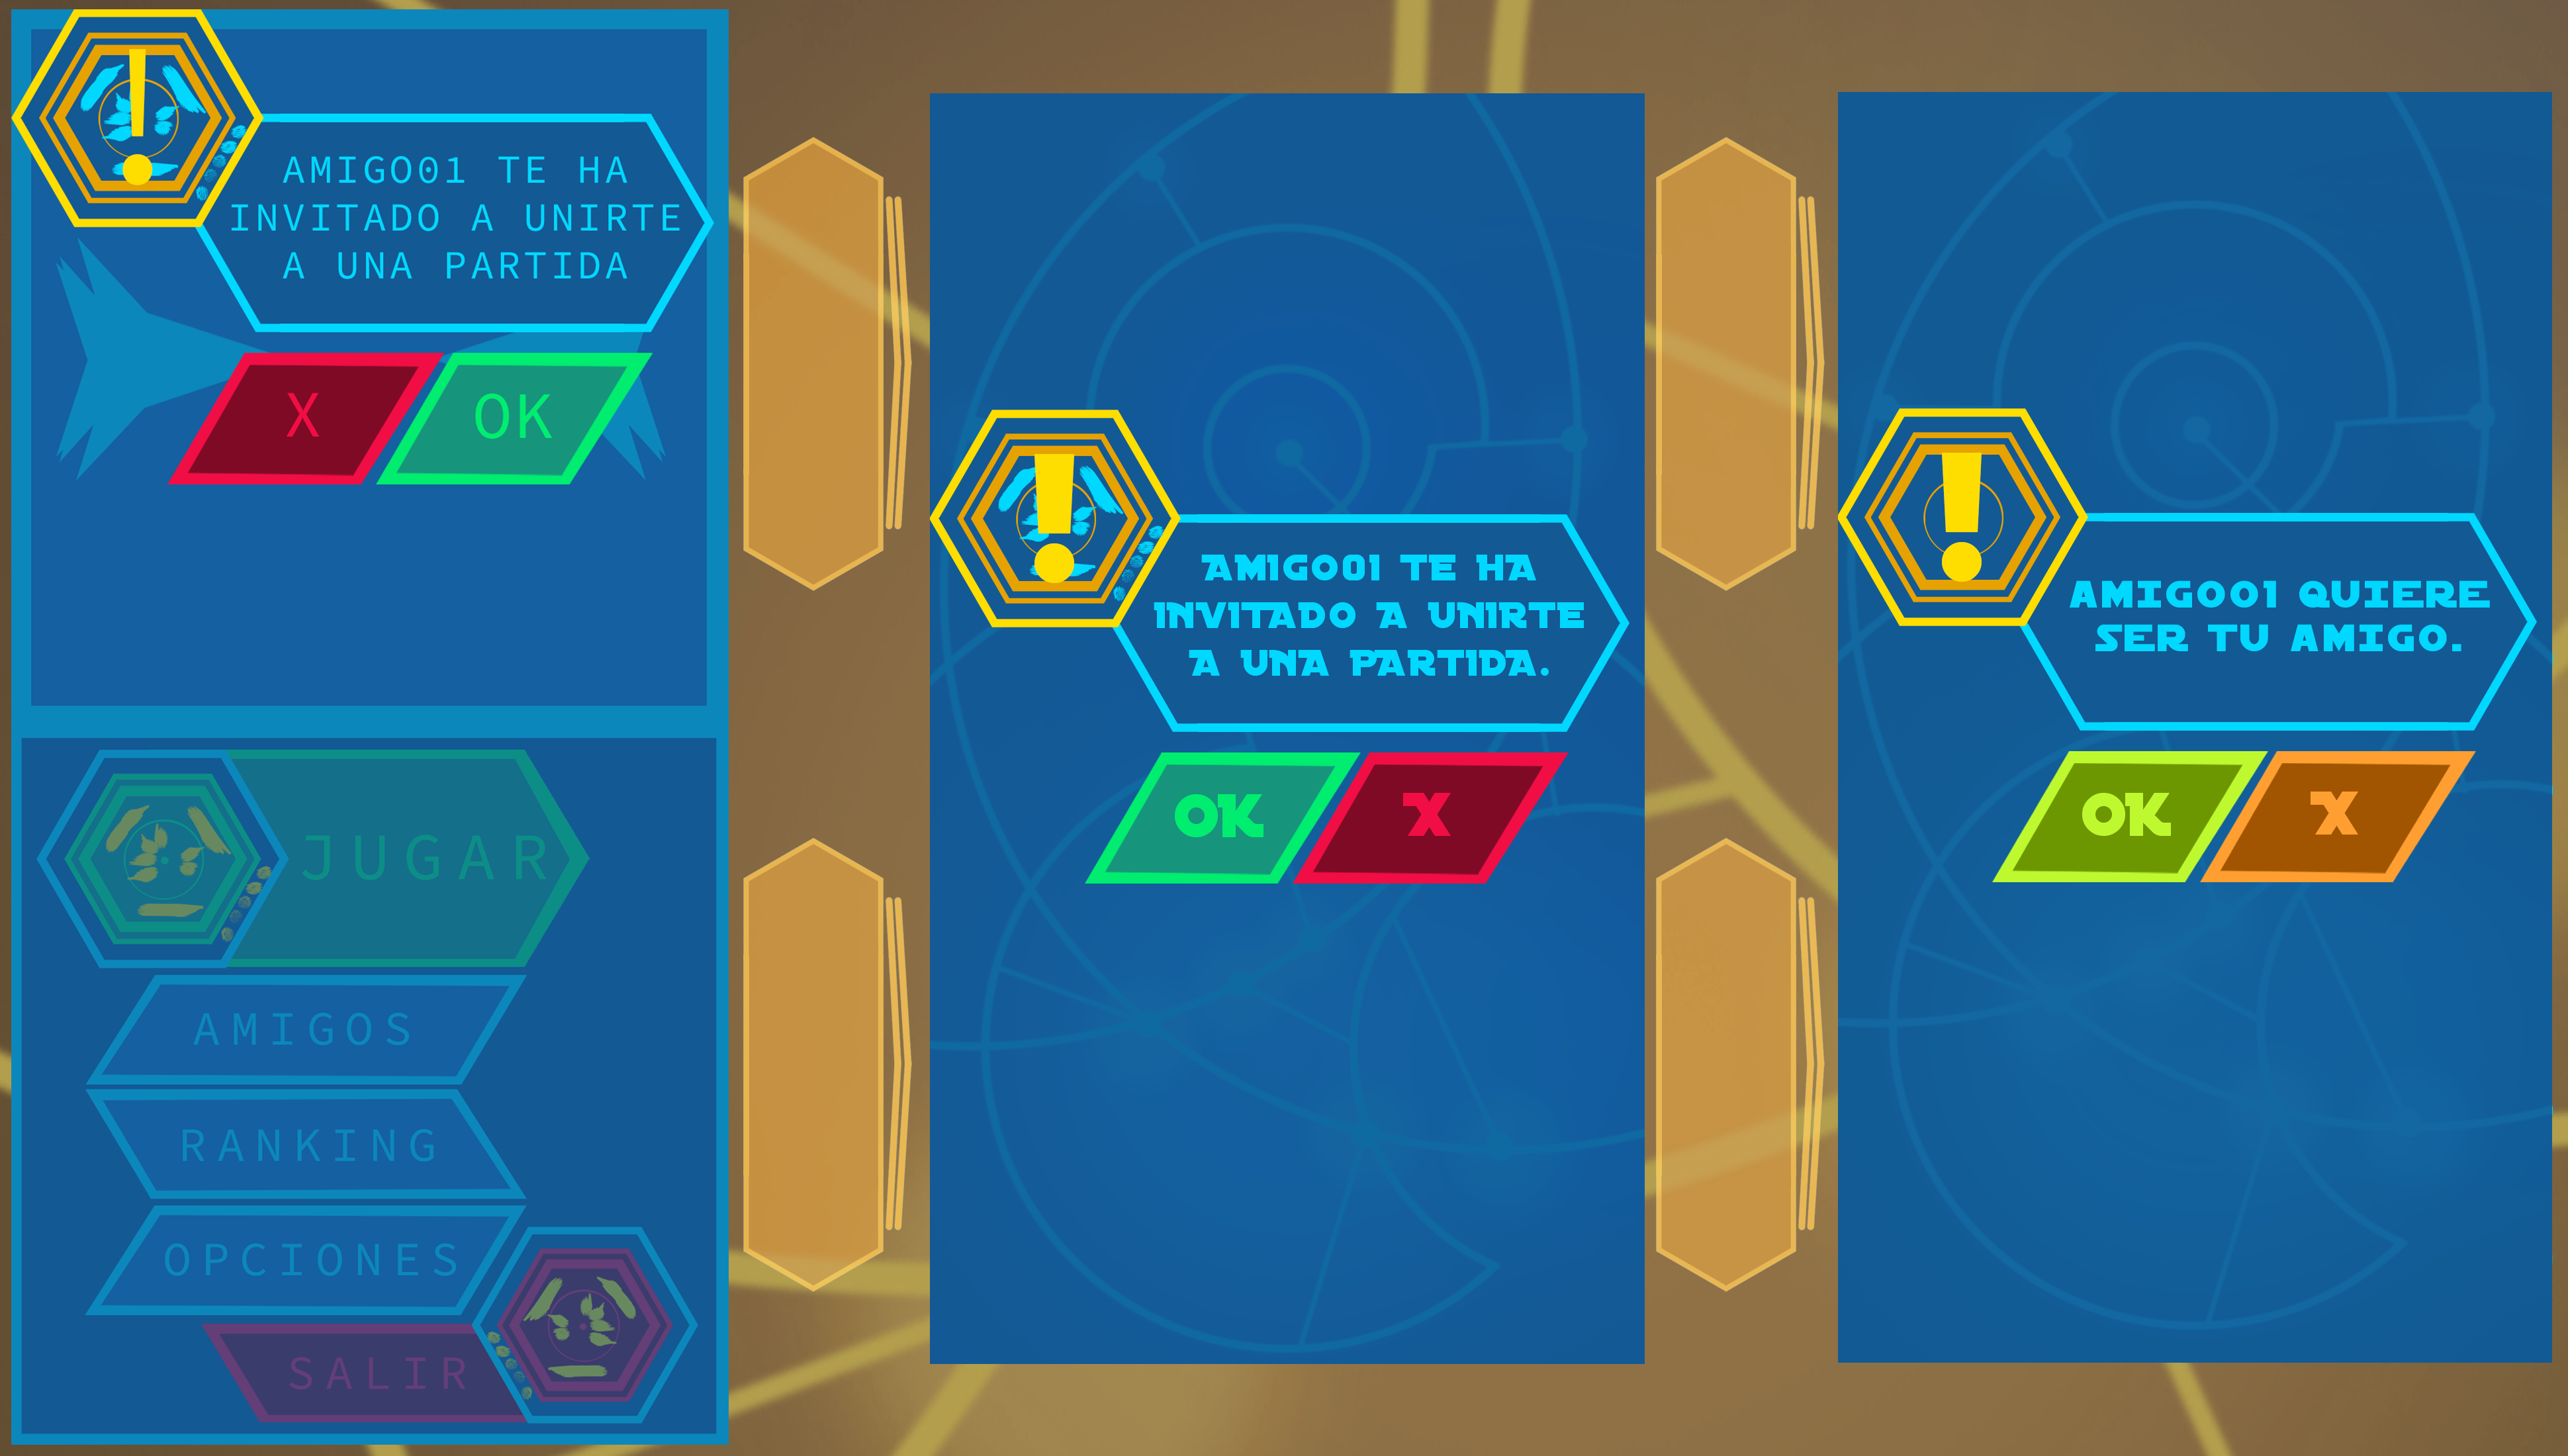 !
AMIGO01 TE HA
INVITADO A UNIRTE
A UNA PARTIDA
X
OK
JUGAR
AMIGOS
RANKING
OPCIONES
SALIR
!
AMIGO01 TE HA
INVITADO A UNIRTE
A UNA PARTIDA.
OK
X
!
AMIGO01 QUIERE
SER TU AMIGO.
OK
X